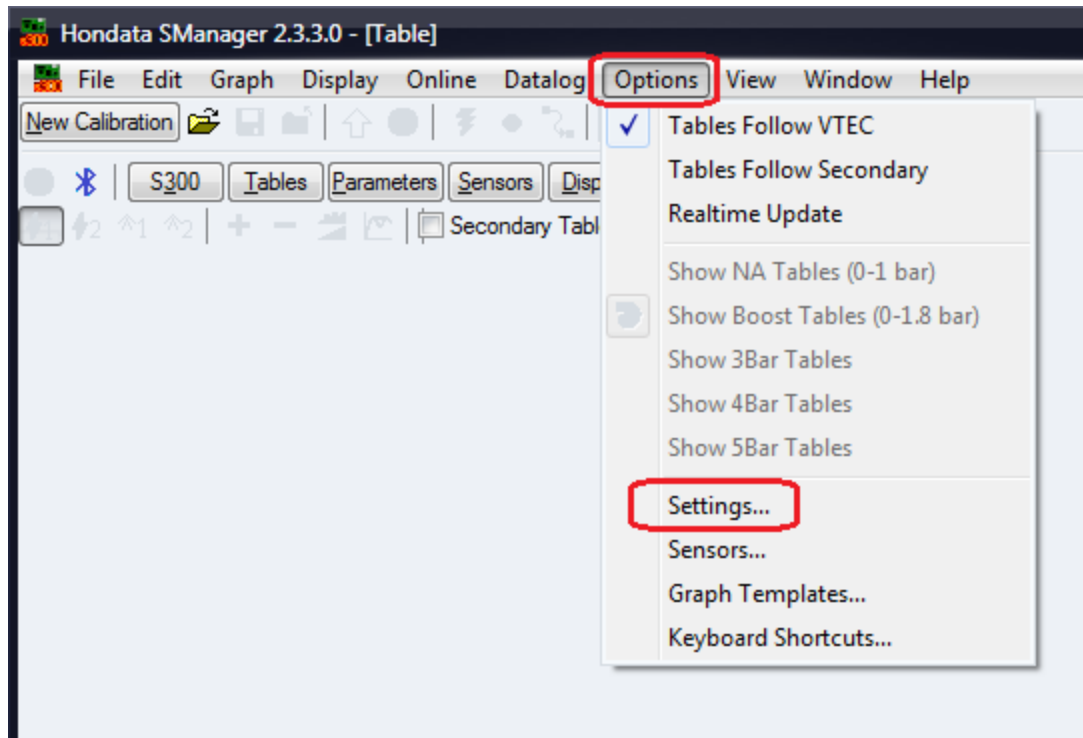 Hondata SManager 2.3.3.0 - [Table]
File Edit Graph Display Online Datalog Options View Window Help
New Calibration
S300 Tables Parameters Sensors Disp
Secondary Tabl
Tables Follow VTEC
Tables Follow Secondary
Realtime Update
Show NA Tables (0-1 bar)
Show Boost Tables (0-1.8 bar)
Show 3Bar Tables
Show 4Bar Tables
Show 5Bar Tables
Settings...
Sensors...
Graph Templates...
Keyboard Shortcuts...